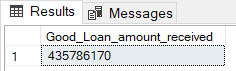 Results Messages
Good_Loan_amount_received
1 435786170